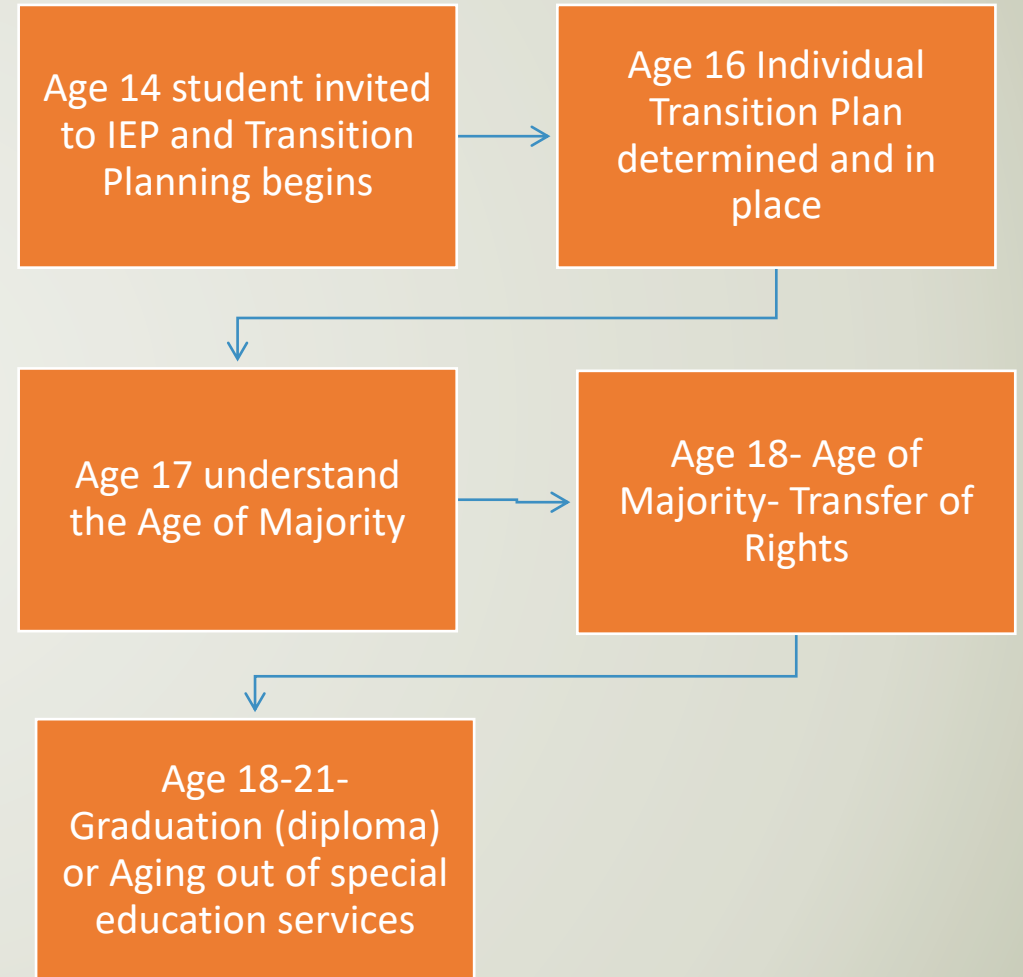 Age 14 student invited
to IEP and Transition
Planning begins
Age 16 Individual
Transition Plan
determined and in
place
Age 17 understand
the Age of Majority
Age 18- Age of
Majority- Transfer of
Rights
Age 18-21-
Graduation (diploma)
or Aging out of special
education services